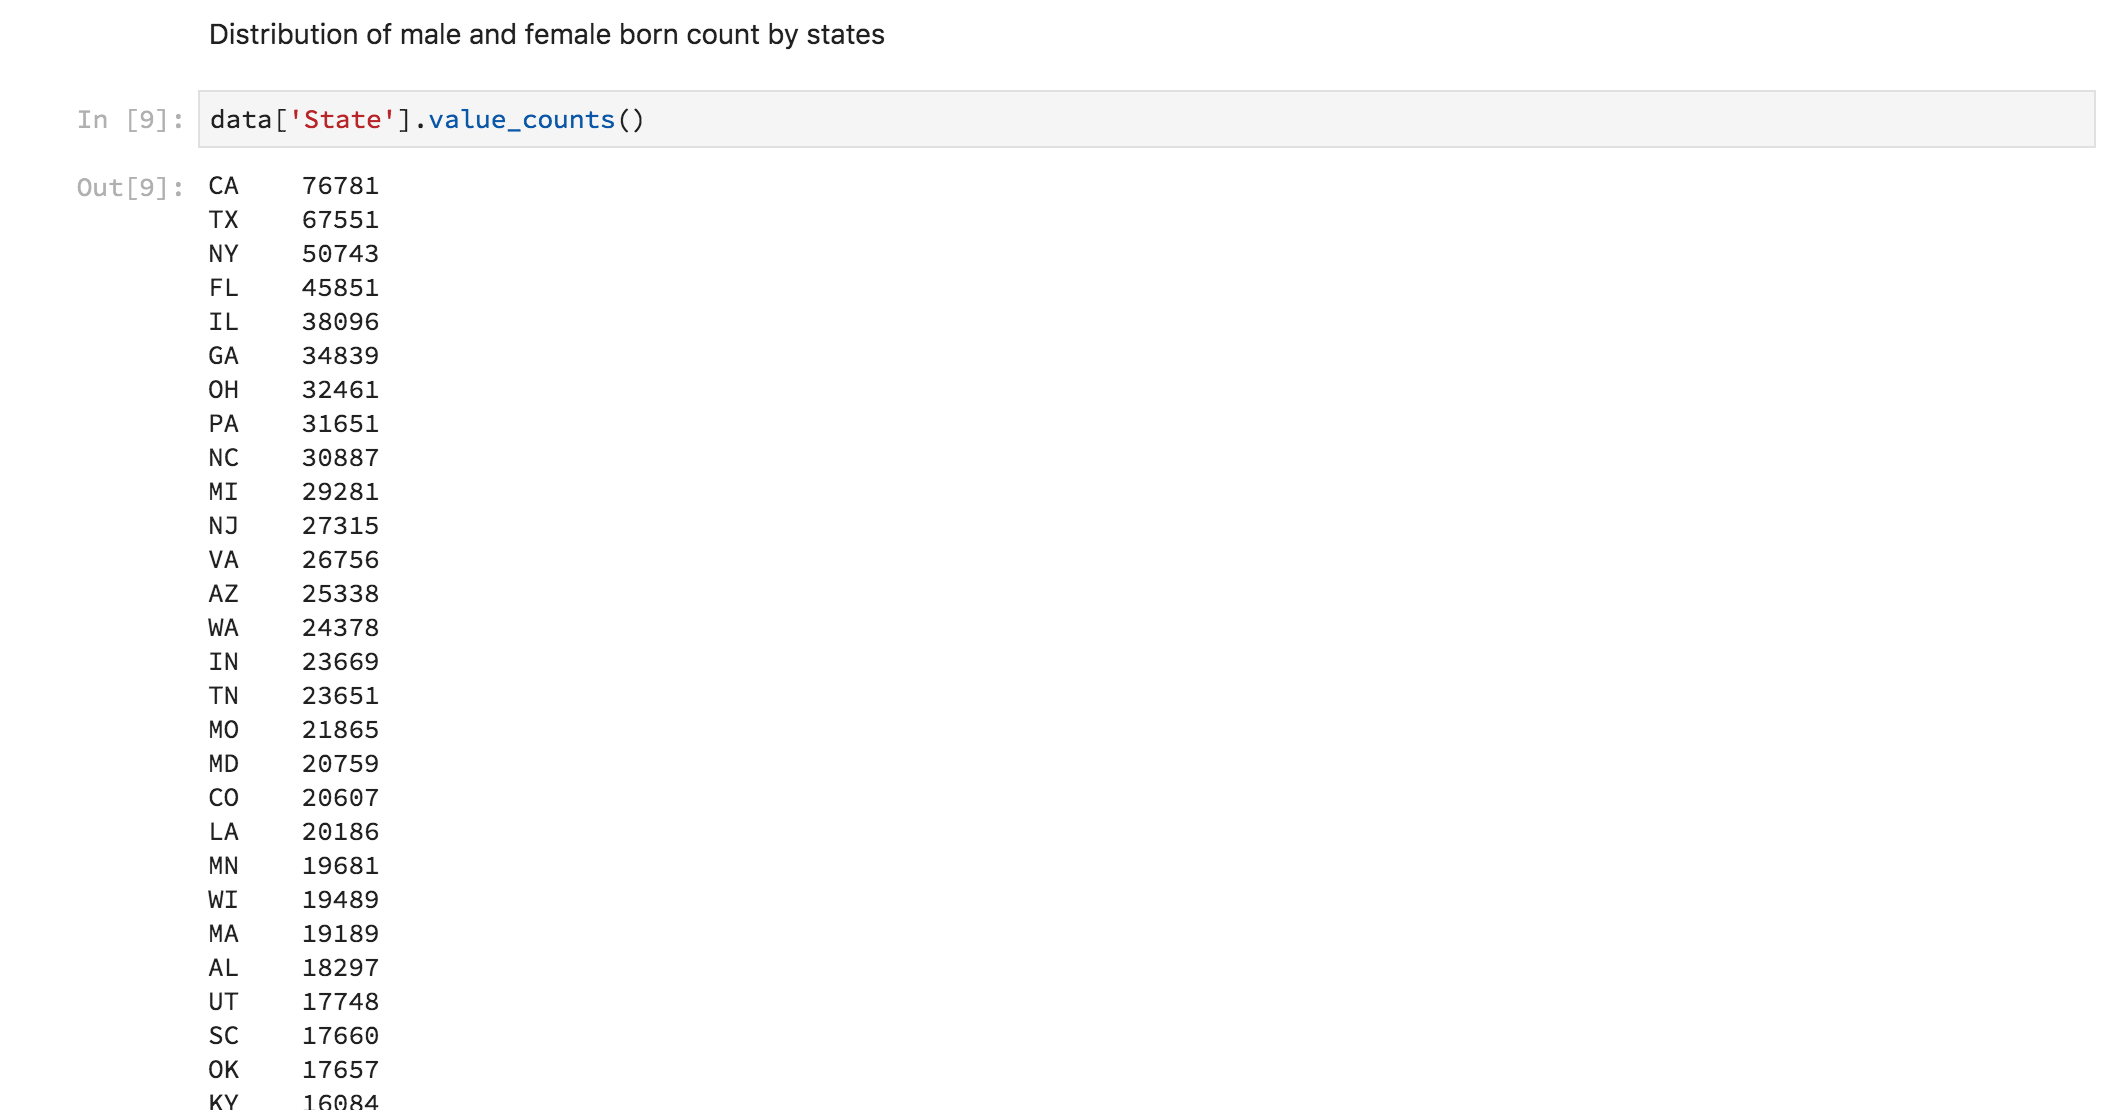 Distribution of male and female born count by states
In [9]: data['State'].value_counts()
Out[9]: CA 76781
TX 67551
NY 50743
FL 45851
IL 38096
GA 34839
OH 32461
PA 31651
NC 30887
MI 29281
NJ 27315
VA 26756
AZ 25338
WA 24378
IN 23669
TN 23651
MO 21865
MD 20759
CO 20607
LA 20186
MN 19681
WI 19489
MA 19189
AL 18297
UT 17748
SC 17660
OK 17657
KY 16084